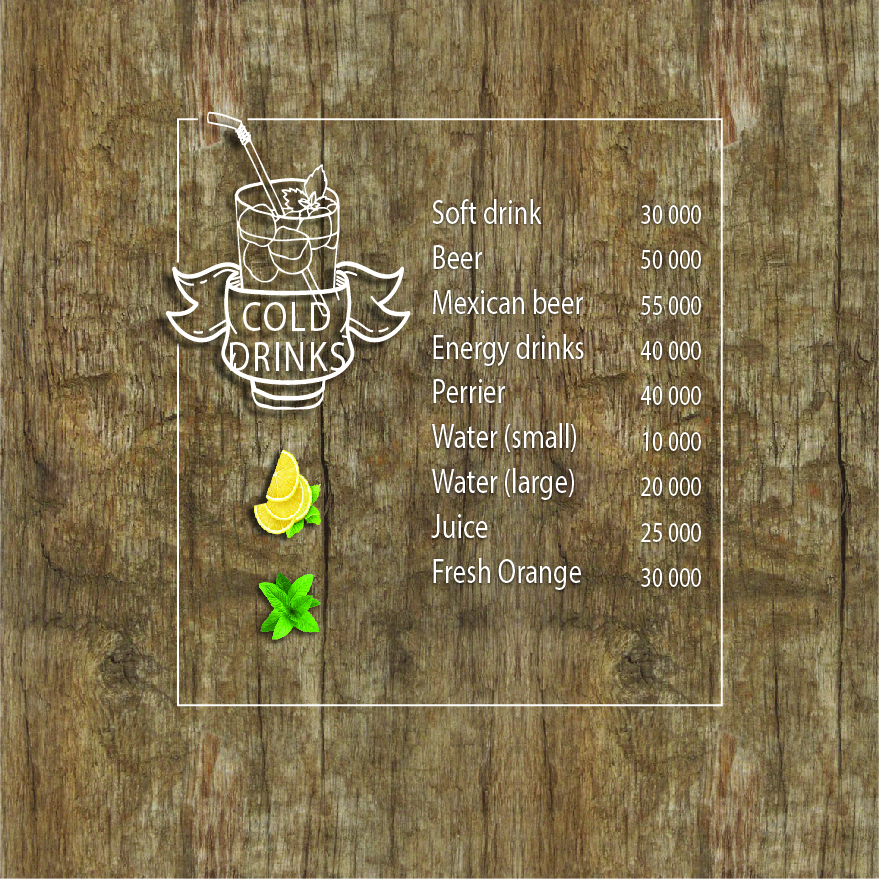 COLD
DRINKS
Soft drink 30 000
Beer 50 000
Mexican beer 55 000
Energy drinks 40 000
Perrier 40 000
Water (small) 10 000
Water (large) 20 000
Juice 25 000
Fresh Orange 30 000